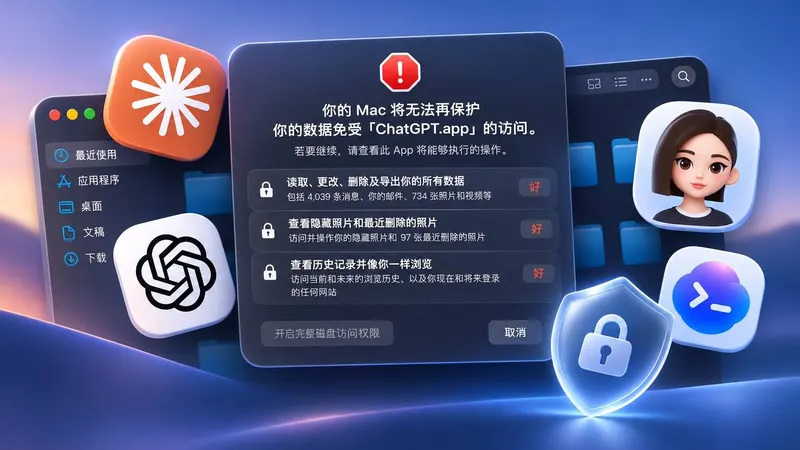 你的 Mac 将无法再保护
你的数据免受「ChatGPT.app」的访问。
若要继续，请查看此 App 将能够执行的操作。
最近使用
应用程序
桌面
文稿
下载
读取、更改、删除及导出你的所有数据
包括 4,039 条消息、你的邮件、734 张照片和视频等
好
查看隐藏照片和最近删除的照片
访问并操作你的隐藏照片和 97 张最近删除的照片
好
查看历史记录并像你一样浏览
访问当前和未来的浏览历史、以及你现在和将来登录
的任何网站
好
开启完整磁盘访问权限
取消